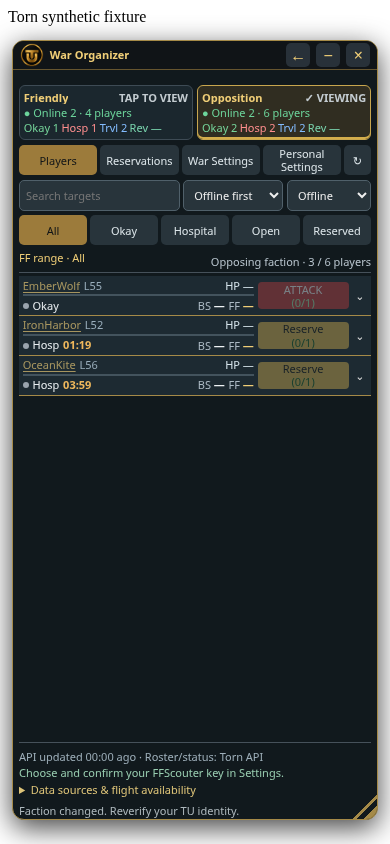 Torn synthetic fixture
War Organizer ← − ×
Friendly TAP TO VIEW
● Online 2 · 4 players
Okay 1 Hosp 1 Trvl 2 Rev —
Opposition ✓ VIEWING
● Online 2 · 6 players
Okay 2 Hosp 2 Trvl 2 Rev —
Players Reservations War Settings Personal Settings ↻
Search targets Offline first Offline
All Okay Hospital Open Reserved
FF range · All Opposing faction · 3 / 6 players
EmberWolf L55 HP —
● Okay BS — FF —
ATTACK
(0/1)
IronHarbor L52 HP —
● Hosp 01:19 BS — FF —
Reserve
(0/1)
OceanKite L56 HP —
● Hosp 03:59 BS — FF —
Reserve
(0/1)
API updated 00:00 ago · Roster/status: Torn API
Choose and confirm your FFScouter key in Settings.
▶ Data sources & flight availability
Faction changed. Reverify your TU identity.